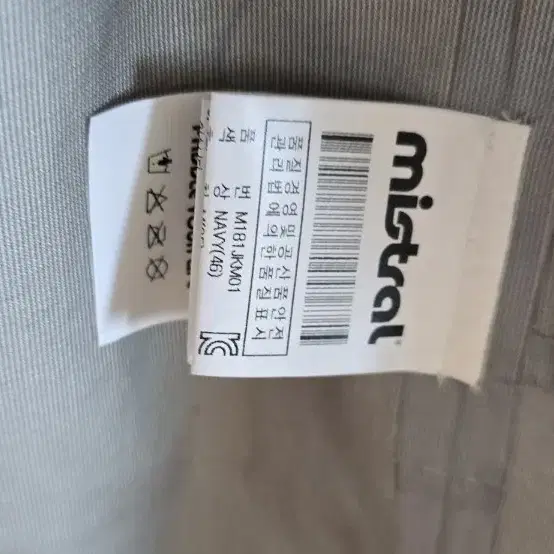 mistral
품질경영 및 공산품안전
관리법에 의한 품질표시
품 번 M181JKM01
색 상 NAVY(46)